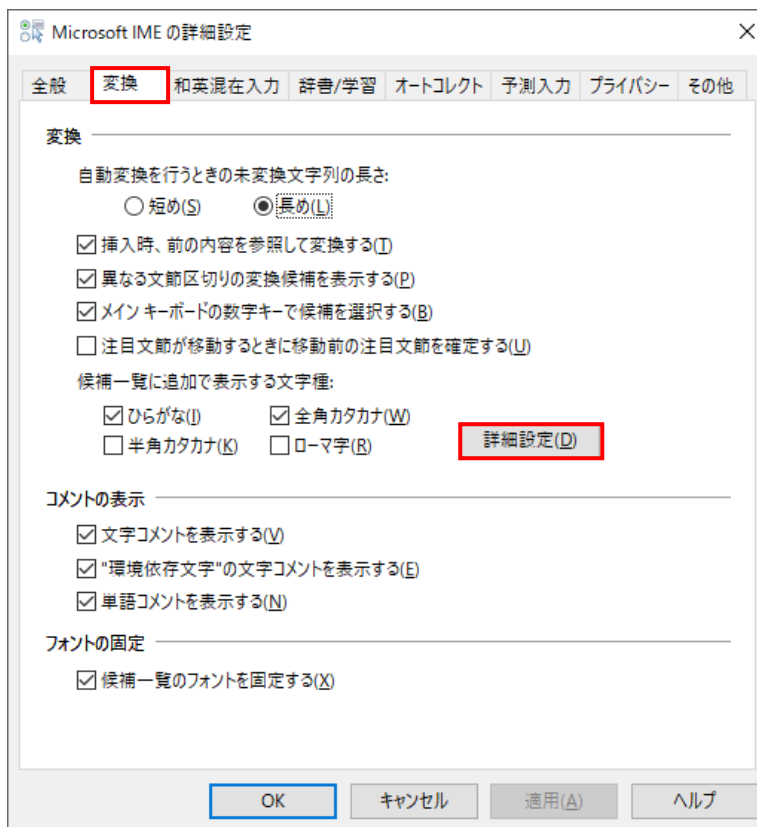 Microsoft IME の詳細設定
全般 変換 和英混在入力 辞書/学習 オートコレクト 予測入力 プライバシー その他
変換
自動変換を行うときの未変換文字列の長さ:
短め(S) 長め(L)
挿入時、前の内容を参照して変換する(T)
異なる文節区切りの変換候補を表示する(P)
メイン キーボードの数字キーで候補を選択する(B)
注目文節が移動するときに移動前の注目文節を確定する(U)
候補一覧に追加で表示する文字種:
ひらがな(I) 全角カタカナ(W)
半角カタカナ(K) ローマ字(R) 詳細設定(D)
コメントの表示
文字コメントを表示する(V)
"環境依存文字"の文字コメントを表示する(E)
単語コメントを表示する(N)
フォントの固定
候補一覧のフォントを固定する(X)
OK キャンセル 適用(A) ヘルプ